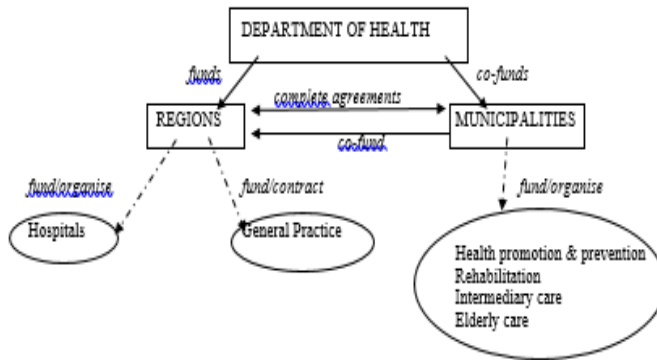 DEPARTMENT OF HEALTH
funds
co-funds
complete agreements
REGIONS
MUNICIPALITIES
co-fund
fund/organise
fund/contract
fund/organise
Hospitals
General Practice
Health promotion & prevention
Rehabilitation
Intermediary care
Elderly care